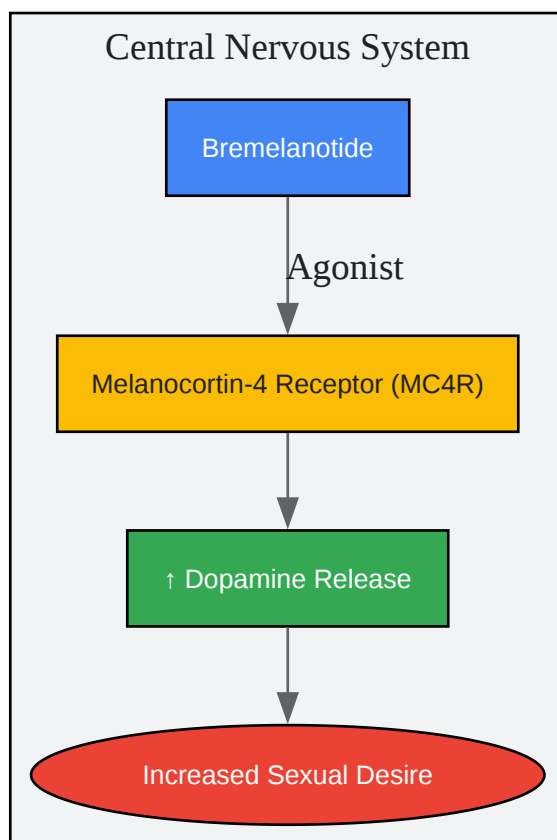 Central Nervous System
Bremelanotide
Agonist
Melanocortin-4 Receptor (MC4R)
↑ Dopamine Release
Increased Sexual Desire